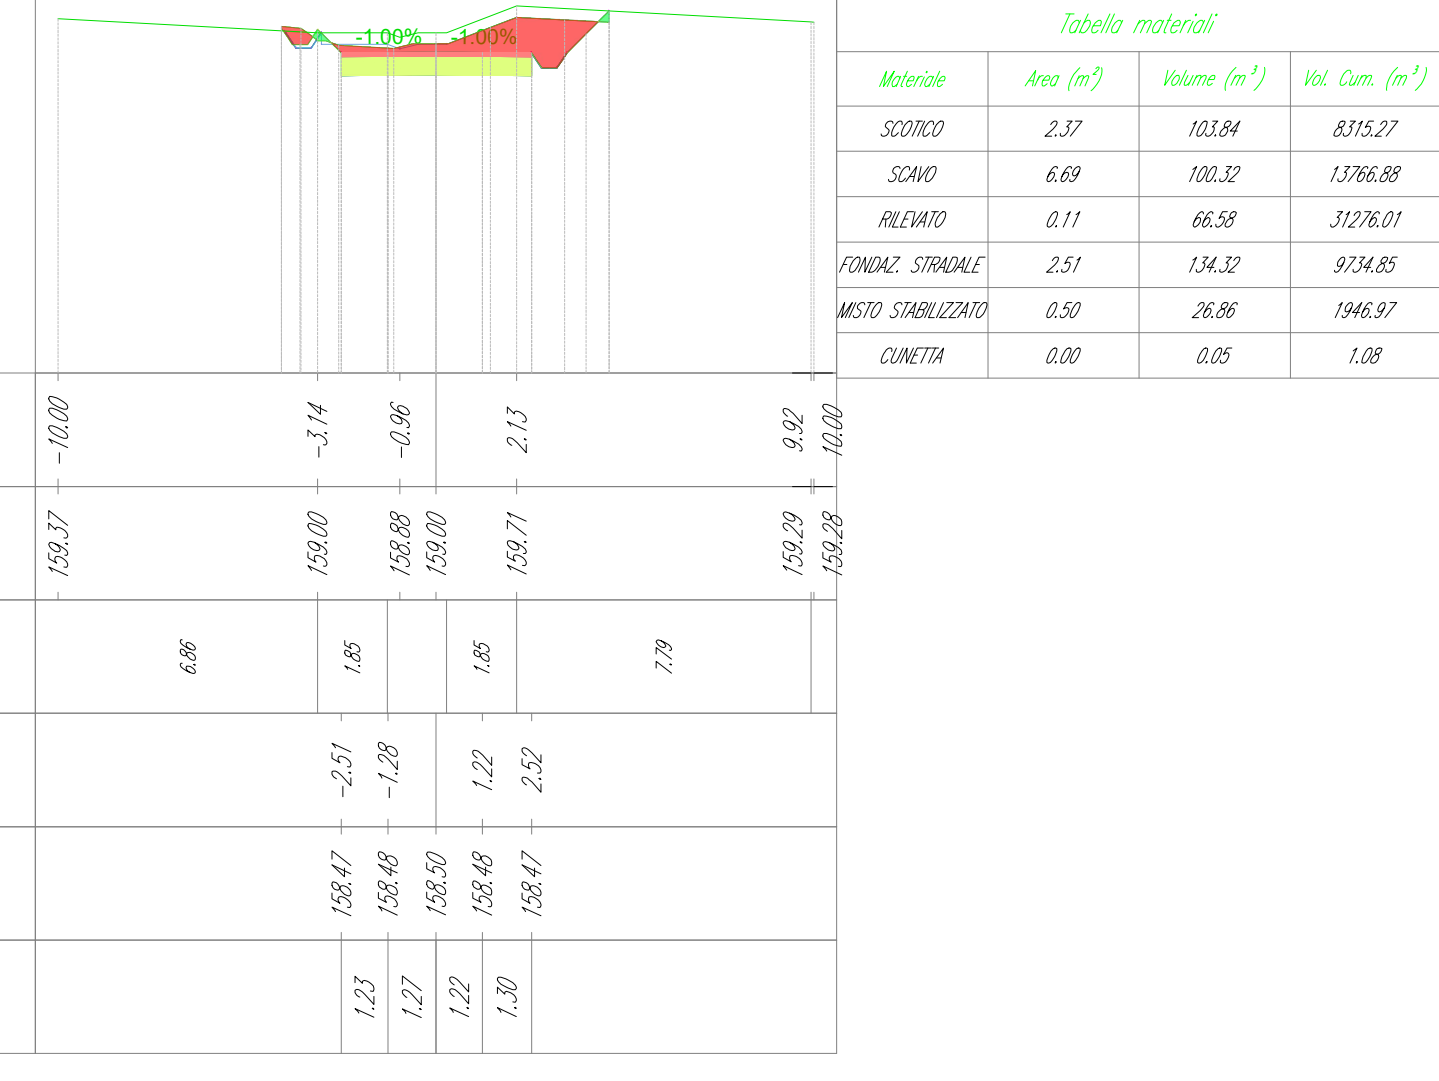 -1.00% -1.00%
Tabella materiali
Materiale Area (m²) Volume (m³) Vol. Cum. (m³)
SCOTICO 2.37 103.84 8315.27
SCAVO 6.69 100.32 13766.88
RILEVATO 0.11 66.58 31276.01
FONDAZ. STRADALE 2.51 134.32 9734.85
MISTO STABILIZZATO 0.50 26.86 1946.97
CUNETTA 0.00 0.05 1.08
-10.00 -3.14 -0.96 2.13 9.92 10.00
159.37 159.00 158.88 159.00 159.71 159.29 159.28
6.86 1.85 1.85 7.79
-2.51 -1.28 1.22 2.52
158.47 158.48 158.50 158.48 158.47
1.23 1.27 1.22 1.30